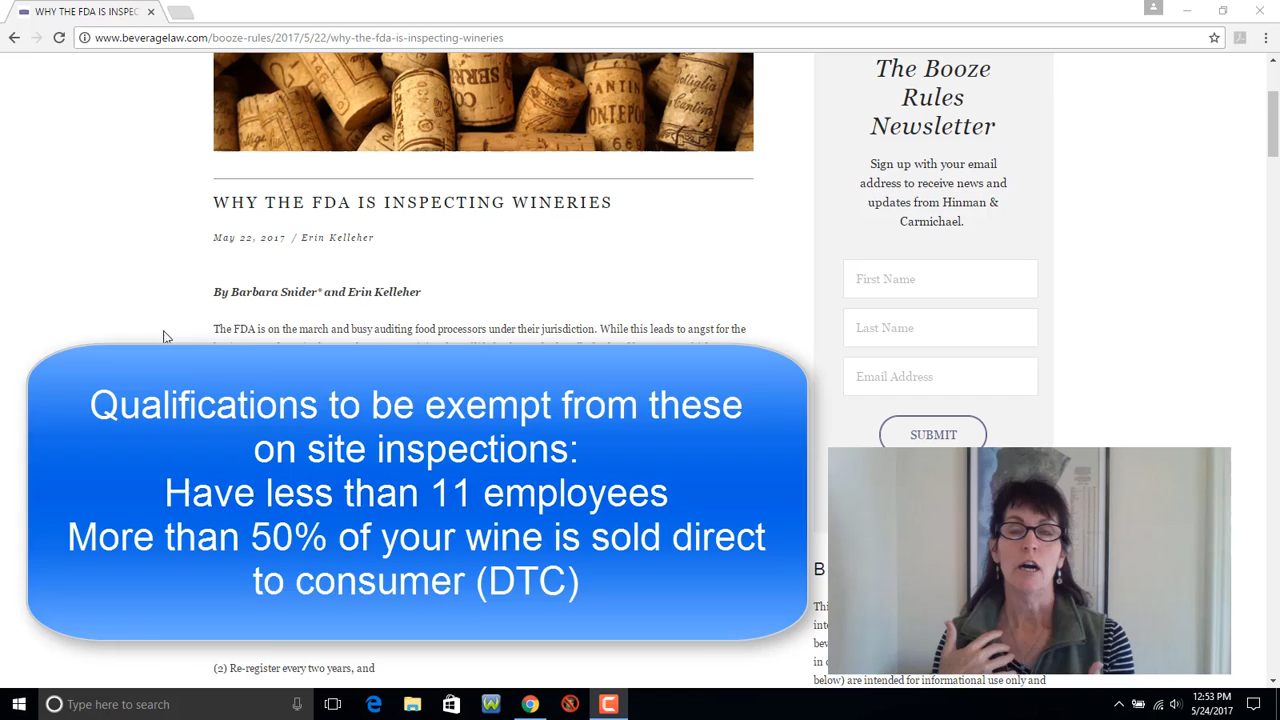 WHY THE FDA IS INSPEC
www.beveragelaw.com/booze-rules/2017/5/22/why-the-fda-is-inspecting-wineries
The Booze
Rules
Newsletter
Sign up with your email
address to receive news and
updates from Hinman &
Carmichael.
First Name
Last Name
Email Address
SUBMIT
WHY THE FDA IS INSPECTING WINERIES
May 22, 2017 / Erin Kelleher
By Barbara Snider* and Erin Kelleher
The FDA is on the march and busy auditing food processors under their jurisdiction. While this leads to angst for the
Qualifications to be exempt from these
on site inspections:
Have less than 11 employees
More than 50% of your wine is sold direct
to consumer (DTC)
(2) Re-register every two years, and
below) are intended for informational use only and
Type here to search
12:53 PM
5/24/2017